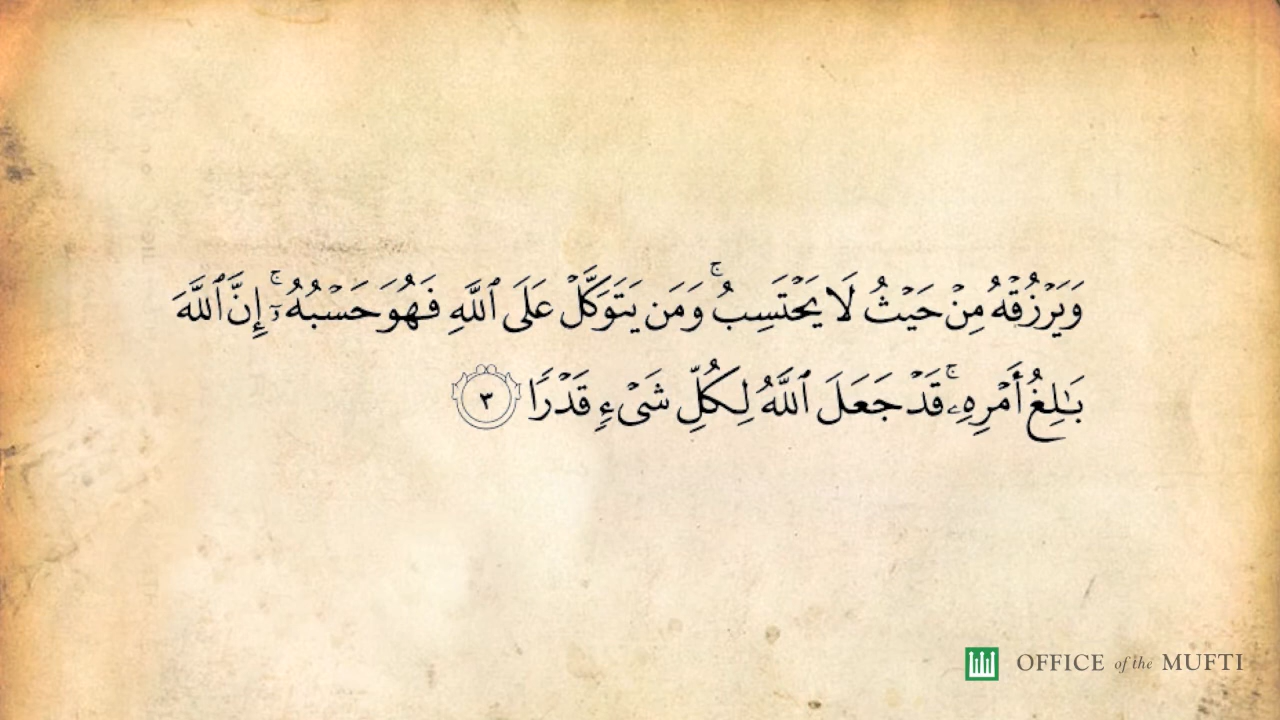 وَيَرْزُقْهُ مِنْ حَيْثُ لَا يَحْتَسِبُ ۚ وَمَن يَتَوَكَّلْ عَلَى ٱللَّهِ فَهُوَ حَسْبُهُۥٓ ۚ إِنَّ ٱللَّهَ
بَـٰلِغُ أَمْرِهِۦ ۚ قَدْ جَعَلَ ٱللَّهُ لِكُلِّ شَىْءٍ قَدْرًا ٣
OFFICE of the MUFTI